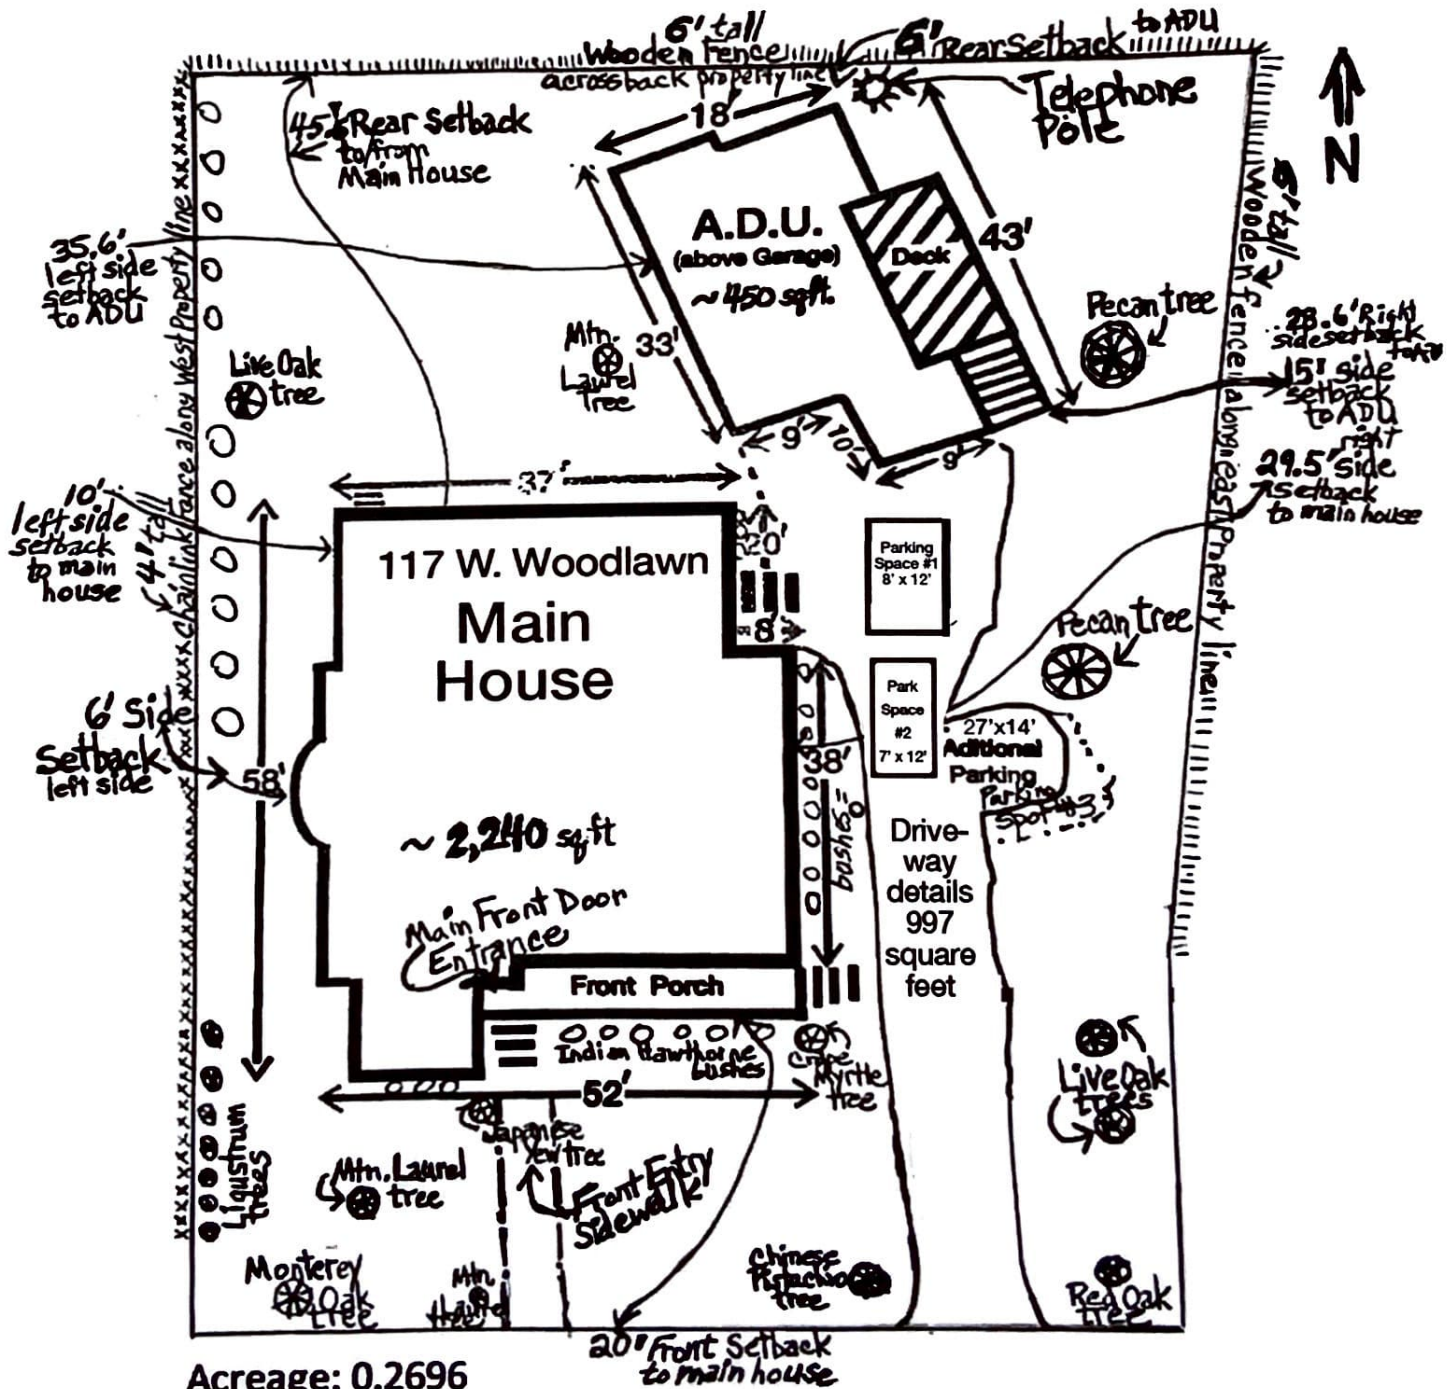 6' tall
Wooden Fence
across back property line
6' Rear Setback to ADU
Telephone
Pole
N
18'
45' Rear Setback
to/from
Main House
35.6'
left side
setback
to ADU
A.D.U.
(above Garage)
~ 450 sqft.
Deck
43'
33'
Mtn.
Laurel
Tree
Pecan tree
Wooden fence along East Property line
6' tall
28.6' Right
side setback
to ADU
15' side
setback
to ADU
right
29.5' side
setback
to main house
Live Oak
tree
Chainlink Fence along West Property line
4' tall
9'
10'
9'
37'
10'
left side
setback
to main
house
117 W. Woodlawn
Main
House
20'
8'
Parking
Space #1
8' x 12'
Pecan tree
Park
Space
#2
7' x 12'
27'x14'
Aditional
Parking
Parking
Spot #3
6' Side
Setback
left side
58'
38'
bushes = O
~ 2,240 sq.ft
Drive-
way
details
997
square
feet
Main Front Door
Entrance
Front Porch
Indian Hawthorne
bushes
Crape
Myrtle
tree
52'
Live Oak
trees
Japanese
Yew tree
Front Entry
Sidewalk
Liqustrum
trees
Mtn. Laurel
tree
Monterey
Oak
tree
Mtn.
Laurel
Chinese
Pistachio
tree
Red Oak
tree
20' Front Setback
to main house
Acreage: 0.2696